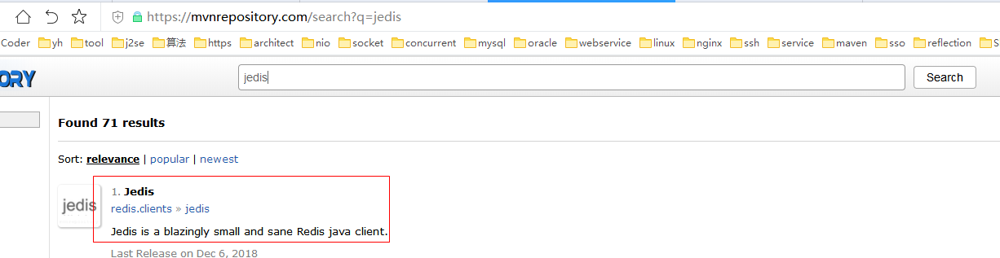 https://mvnrepository.com/search?q=jedis
Coder yh tool j2se 算法 https architect nio socket concurrent mysql oracle webservice linux nginx ssh service maven sso reflection S
ORY jedis Search
Found 71 results
Sort: relevance | popular | newest
jedis
1. Jedis
redis.clients » jedis
Jedis is a blazingly small and sane Redis java client.
Last Release on Dec 6, 2018